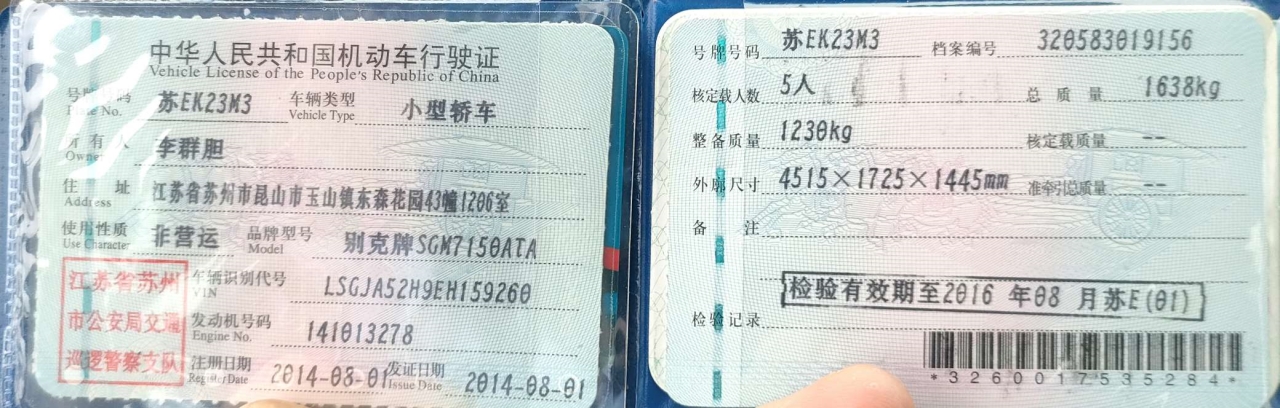 中华人民共和国机动车行驶证
Vehicle License of the People's Republic of China
号牌号码 苏EK23M3 车辆类型 小型轿车
Plate No. Vehicle Type
所有人 李群胆
Owner
住址 江苏省苏州市昆山市玉山镇东森花园43幢1206室
Address
使用性质 非营运 品牌型号 别克牌SGM7150ATA
Use Character Model
江苏省苏州
市公安局交通
巡逻警察支队
车辆识别代号 LSGJA52H9EH159260
VIN
发动机号码 141013278
Engine No.
注册日期 2014-08-01 发证日期 2014-08-01
Register Date Issue Date
号牌号码 苏EK23M3 档案编号 320583019156
核定载人数 5人 总质量 1638kg
整备质量 1230kg 核定载质量 --
外廓尺寸 4515×1725×1445mm 准牵引总质量 --
备注
检验有效期至2016 年08 月苏E(01)
检验记录
*3260017535284*